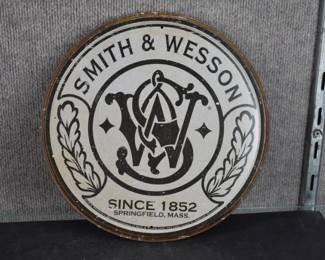 SMITH & WESSON
S&W
SINCE 1852
SPRINGFIELD, MASS.